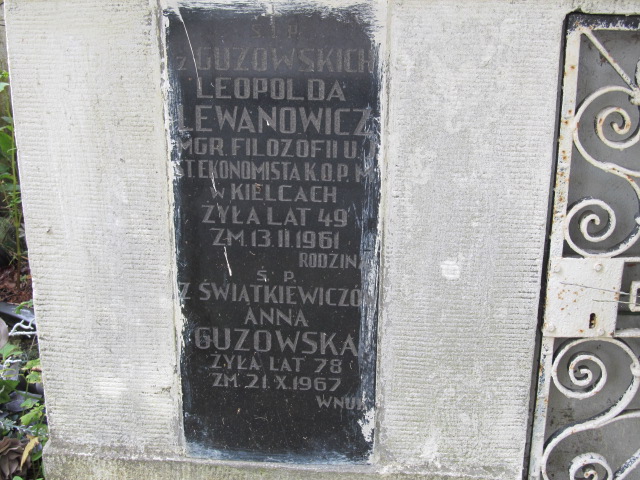 Ś. P.
Z GUZOWSKICH
LEOPOLDA
LEWANOWICZ
MGR. FILOZOFII U.
ST. EKONOMISTA K.O.P.M.
W KIELCACH
ŻYŁA LAT 49
ZM. 13.II.1961
RODZINA
Ś. P.
Z ŚWIĄTKIEWICZÓW
ANNA
GUZOWSKA
ŻYŁA LAT 78
ZM. 21.X.1967
WNUK